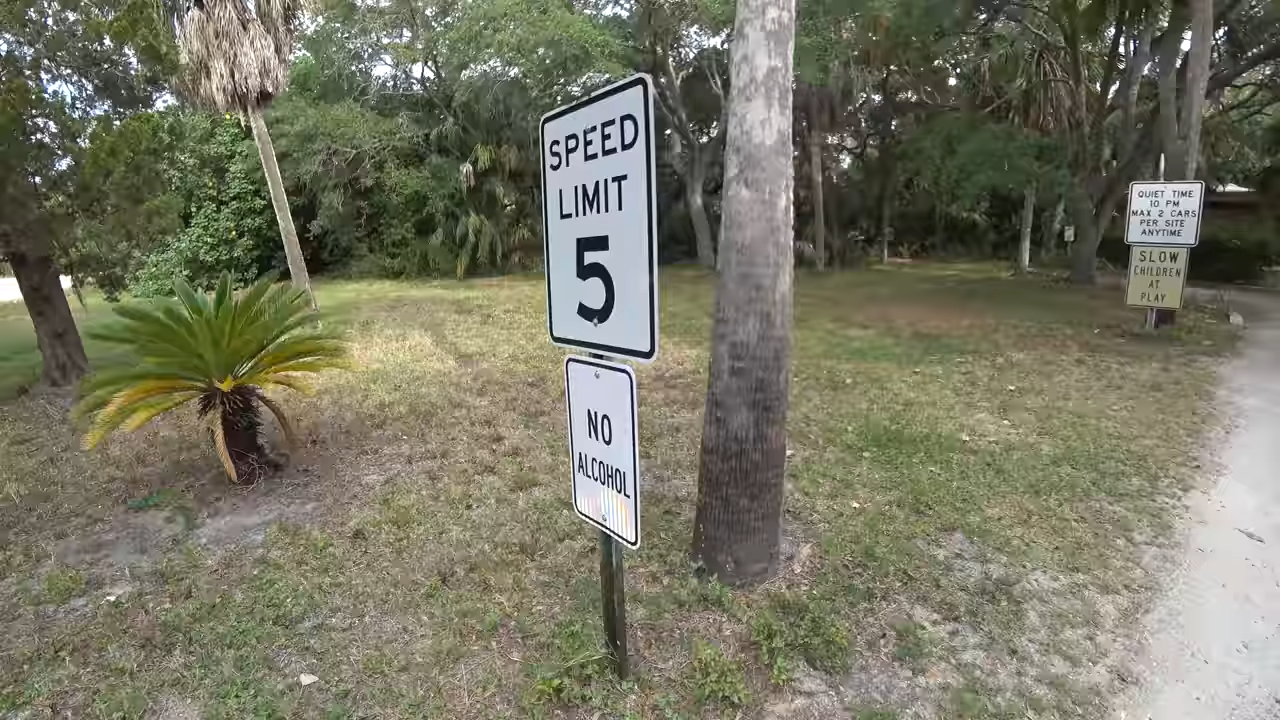 SPEED
LIMIT
5
NO
ALCOHOL
QUIET TIME
10 PM
MAX 2 CARS
PER SITE
ANYTIME
SLOW
CHILDREN
AT
PLAY